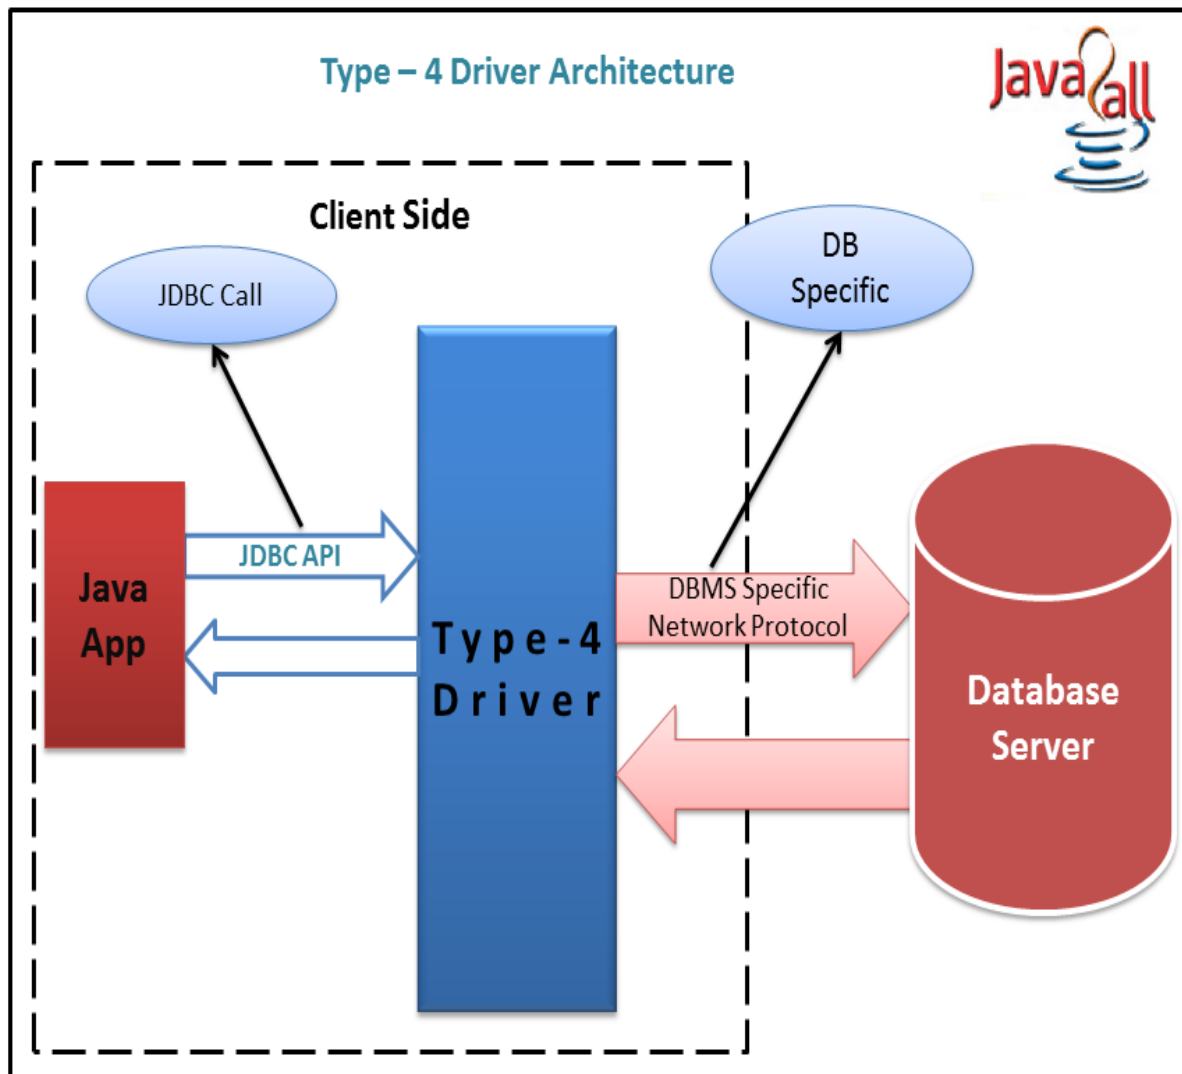 Type – 4 Driver Architecture
Java
all
Client Side
JDBC Call
DB
Specific
JDBC API
Java
App
Type-4
Driver
DBMS Specific
Network Protocol
Database
Server